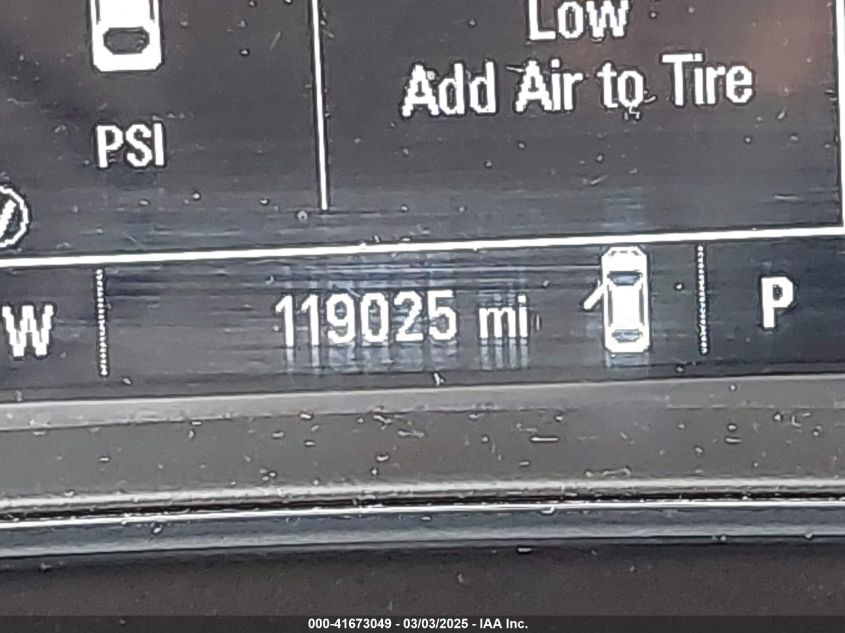 Low
Add Air to Tire
PSI
W
119025 mi
P
000-41673049 - 03/03/2025 - IAA Inc.